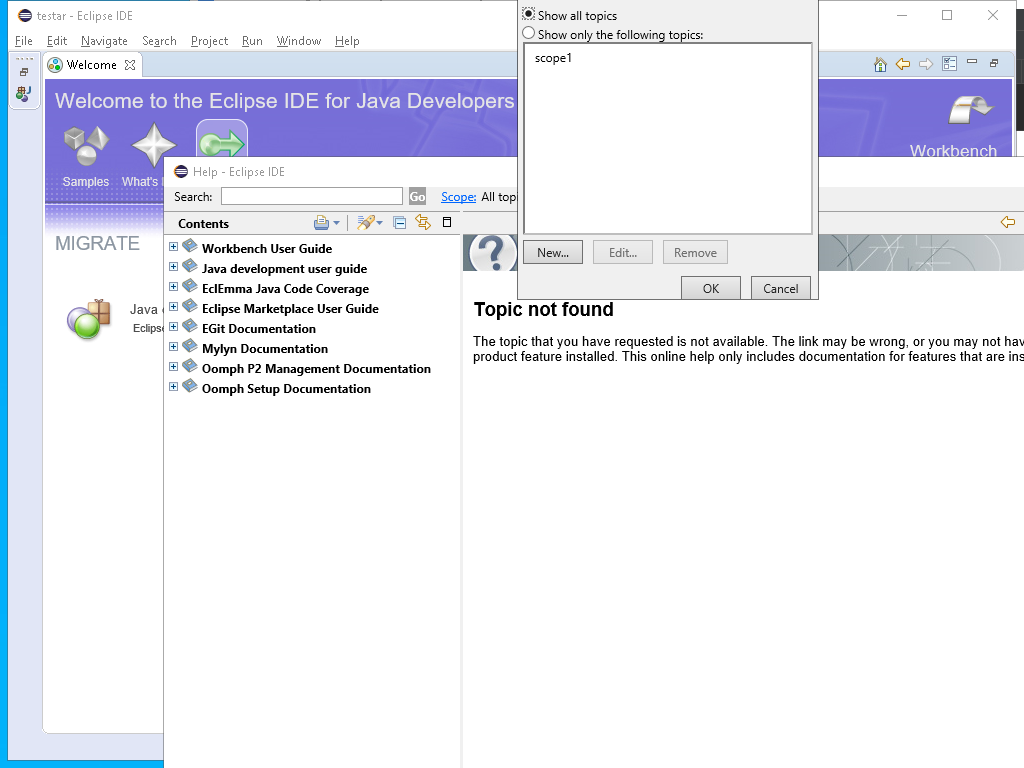 testar - Eclipse IDE
File Edit Navigate Search Project Run Window Help
Welcome
Welcome to the Eclipse IDE for Java Developers
Samples
What's
Workbench
MIGRATE
Java
Eclipse
Show all topics
Show only the following topics:
scope1
New...
Edit...
Remove
OK
Cancel
Help - Eclipse IDE
Search:
Go
Scope: All top
Contents
Workbench User Guide
Java development user guide
EclEmma Java Code Coverage
Eclipse Marketplace User Guide
EGit Documentation
Mylyn Documentation
Oomph P2 Management Documentation
Oomph Setup Documentation
Topic not found
The topic that you have requested is not available. The link may be wrong, or you may not hav
product feature installed. This online help only includes documentation for features that are ins